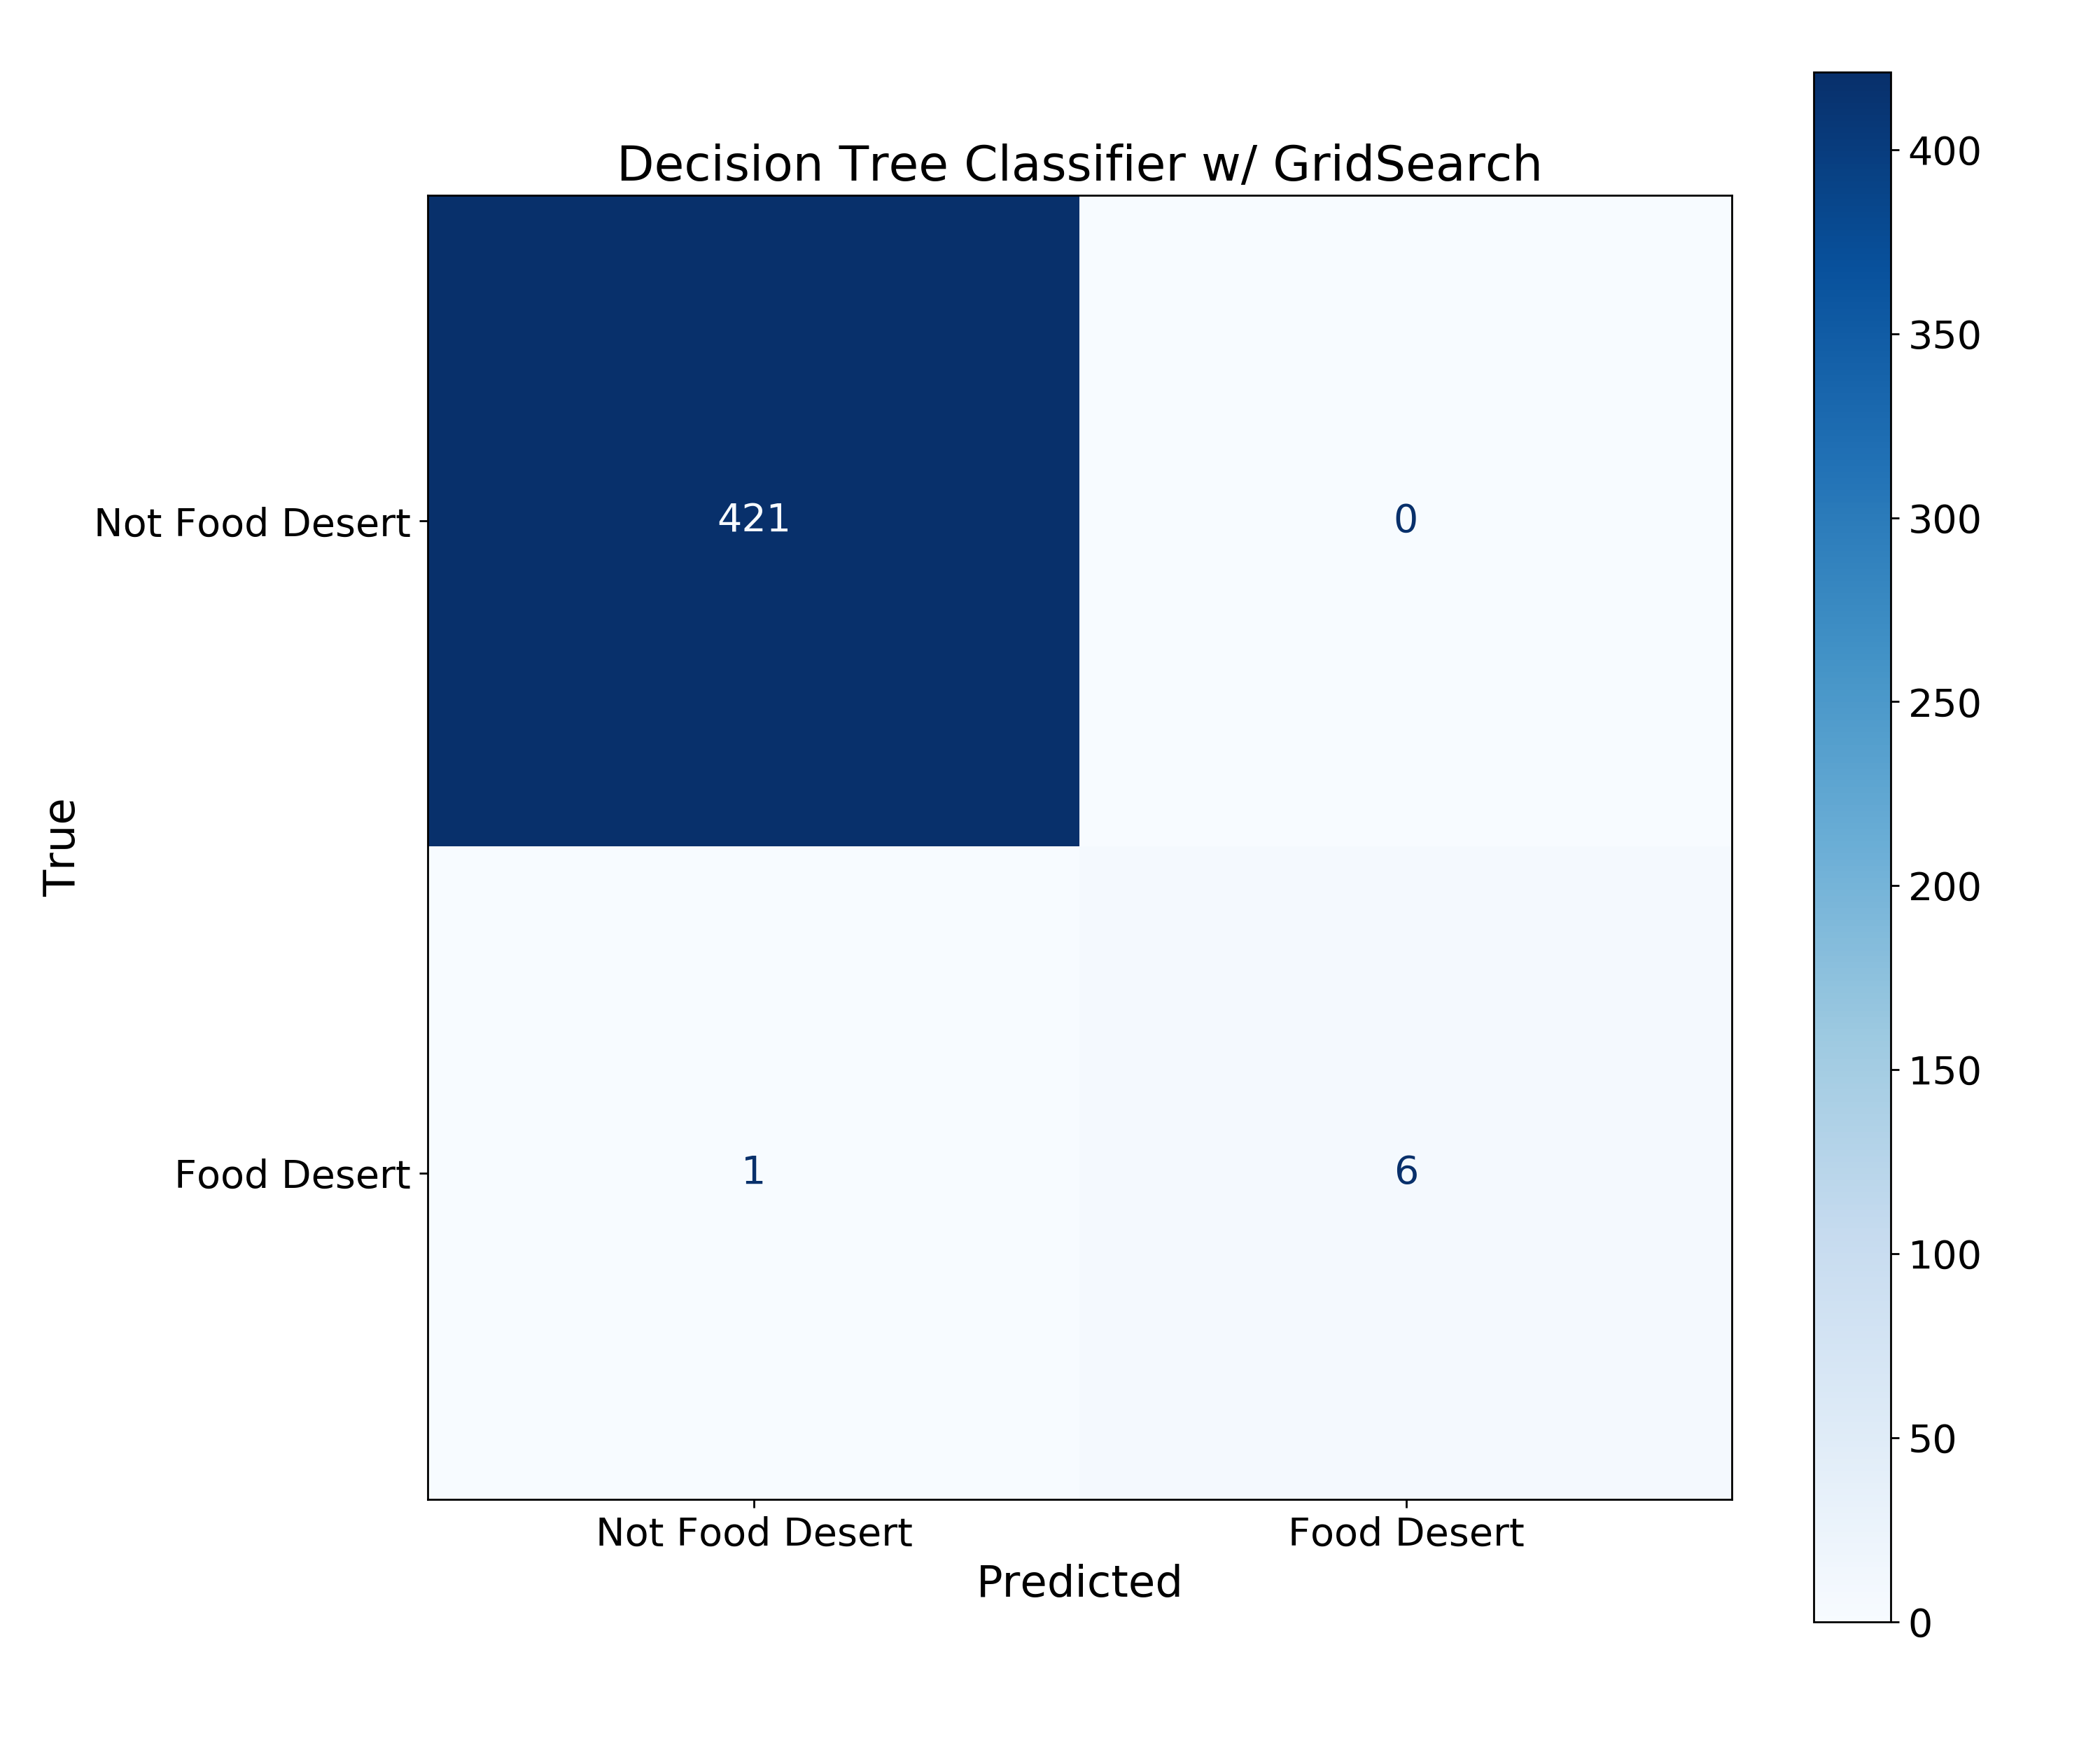 Decision Tree Classifier w/ GridSearch
True
Not Food Desert
421
0
Food Desert
1
6
Not Food Desert
Food Desert
Predicted
400
350
300
250
200
150
100
50
0